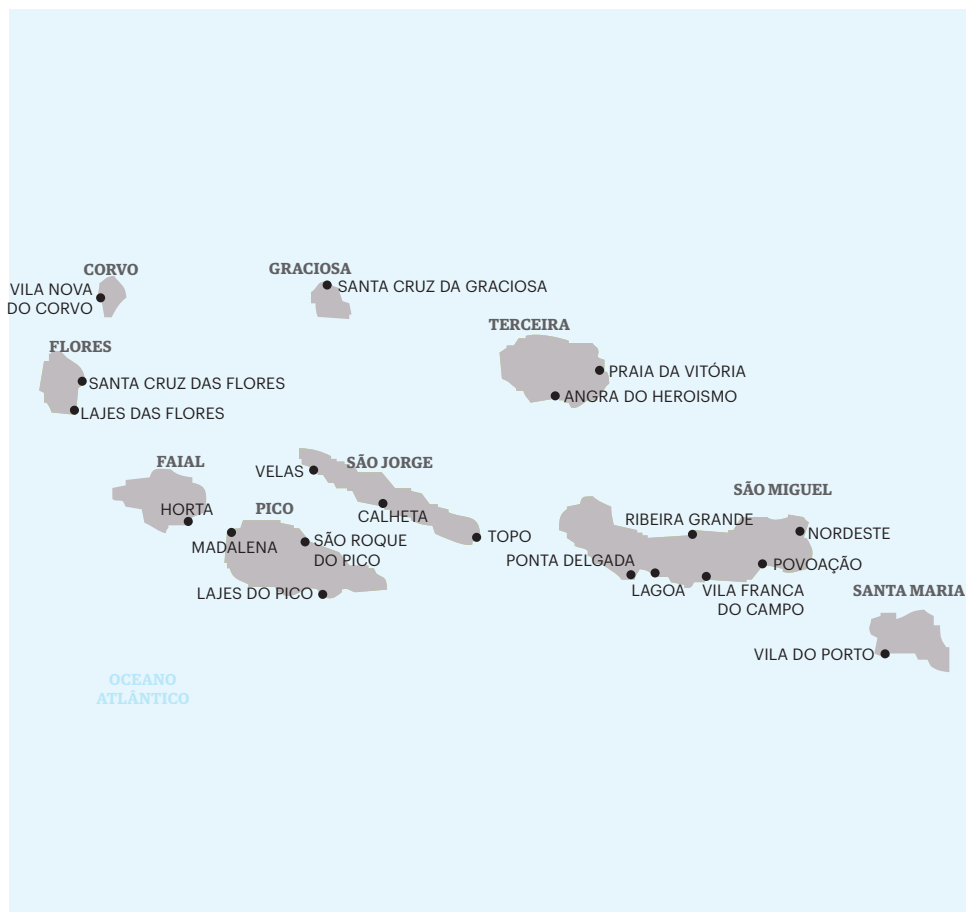 CORVO
VILA NOVA
DO CORVO
GRACIOSA
SANTA CRUZ DA GRACIOSA
TERCEIRA
PRAIA DA VITÓRIA
ANGRA DO HEROISMO
FLORES
SANTA CRUZ DAS FLORES
LAJES DAS FLORES
FAIAL
HORTA
VELAS
SÃO JORGE
CALHETA
TOPO
PICO
MADALENA
SÃO ROQUE
DO PICO
LAJES DO PICO
SÃO MIGUEL
RIBEIRA GRANDE
NORDESTE
PONTA DELGADA
POVOAÇÃO
LAGOA
VILA FRANCA
DO CAMPO
SANTA MARIA
VILA DO PORTO
OCEANO
ATLÂNTICO